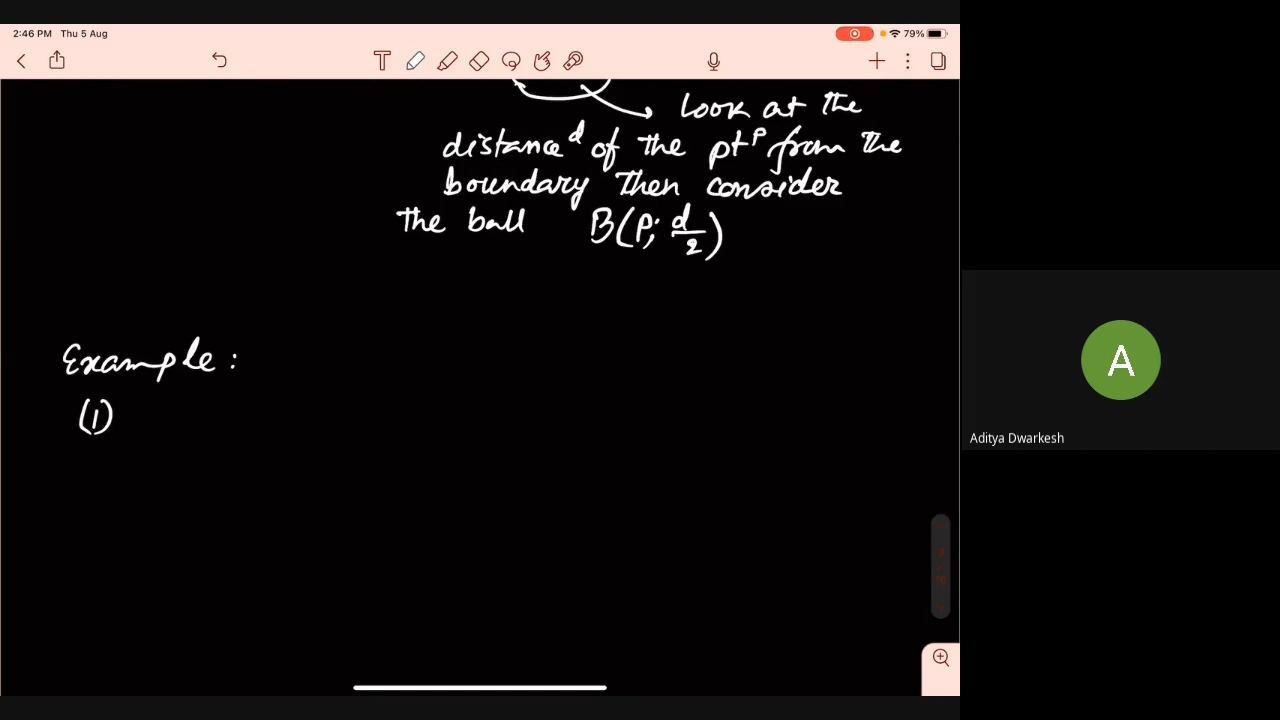 2:46 PM Thu 5 Aug
79%
look at the
distance d of the pt p from the
boundary then consider
the ball B(P; d/2)
Example:
(1)
A
Aditya Dwarkesh